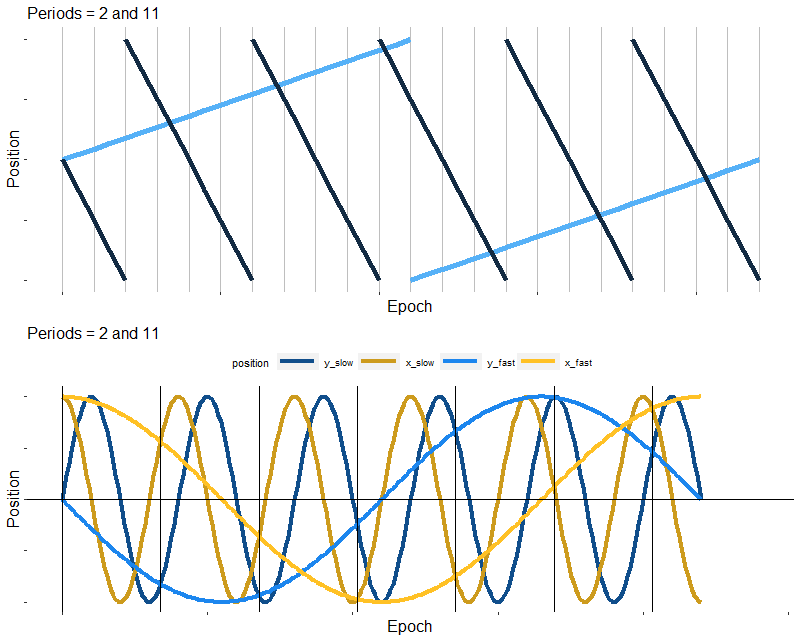 Periods = 2 and 11
Position
Epoch
Periods = 2 and 11
position y_slow x_slow y_fast x_fast
Position
Epoch